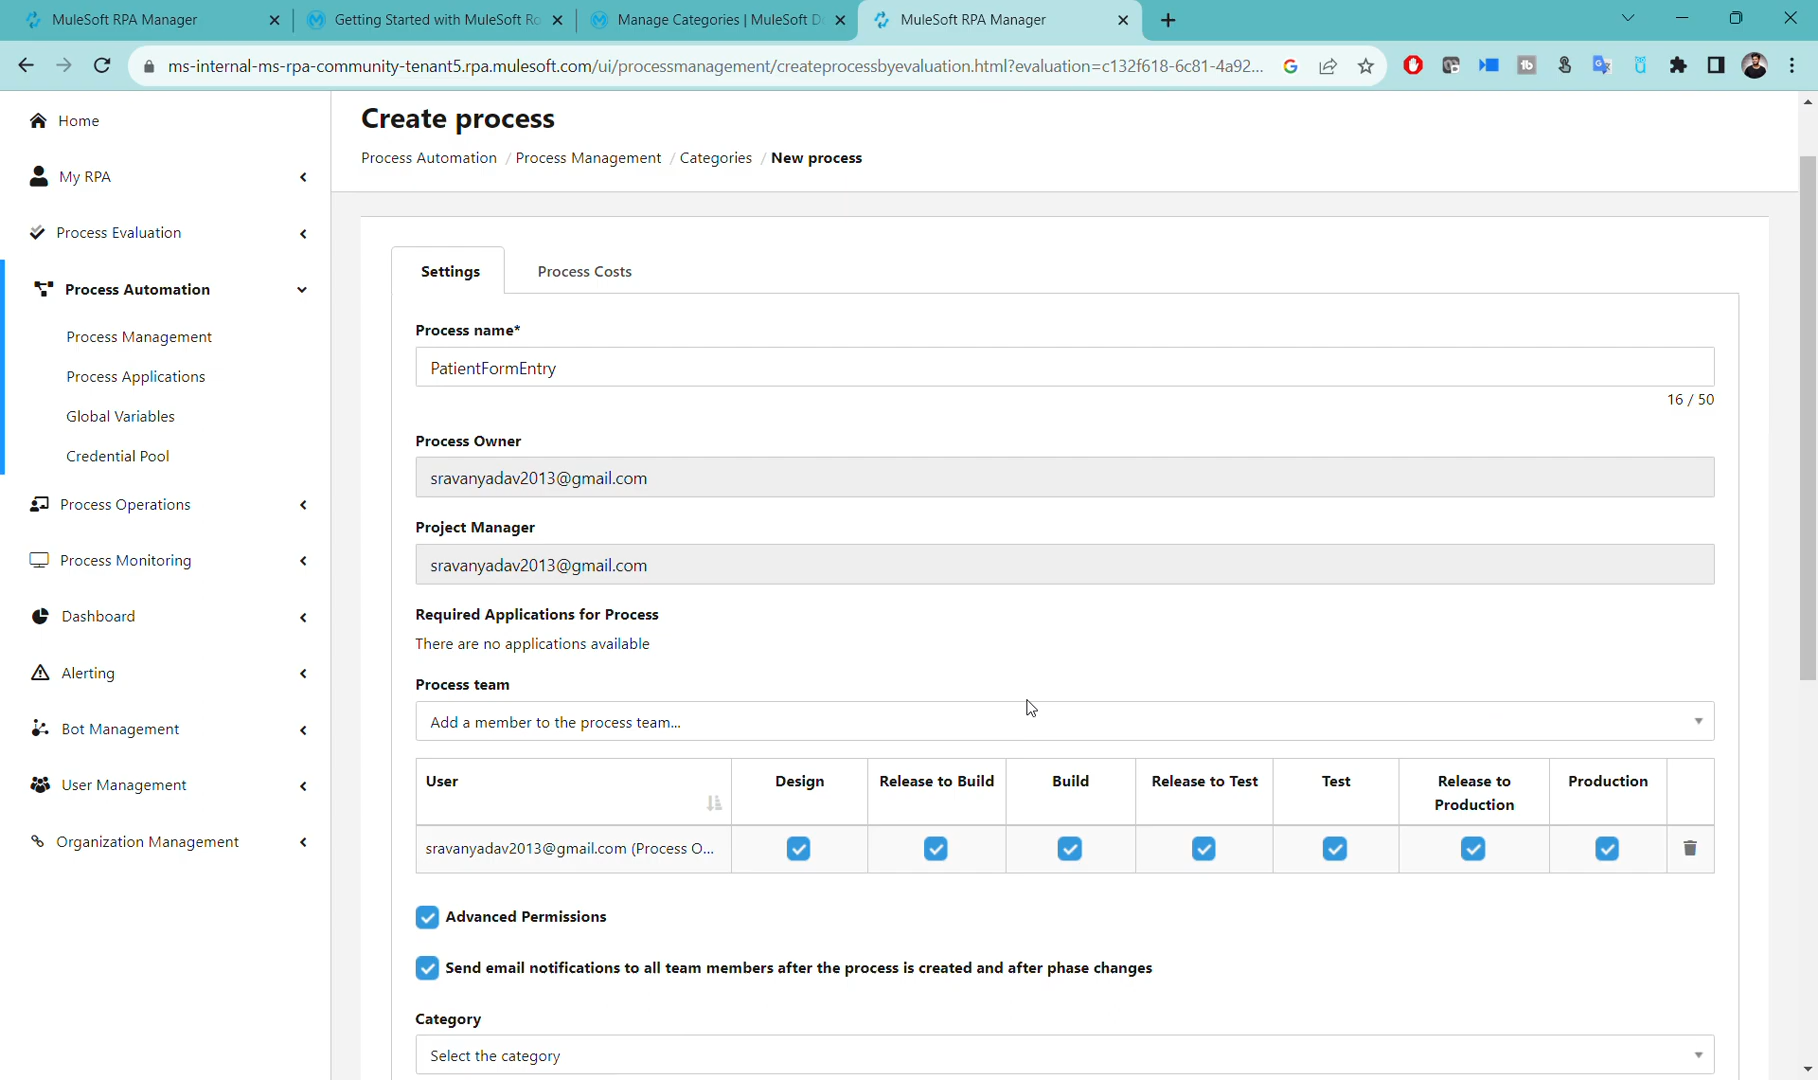 MuleSoft RPA Manager
Getting Started with MuleSoft Ro
Manage Categories | MuleSoft D
MuleSoft RPA Manager
ms-internal-ms-rpa-community-tenant5.rpa.mulesoft.com/ui/processmanagement/createprocessbyevaluation.html?evaluation=c132f618-6c81-4a92...
Home
My RPA
Process Evaluation
Process Automation
Process Management
Process Applications
Global Variables
Credential Pool
Process Operations
Process Monitoring
Dashboard
Alerting
Bot Management
User Management
Organization Management
Create process
Process Automation / Process Management / Categories / New process
Settings
Process Costs
Process name*
PatientFormEntry
16 / 50
Process Owner
sravanyadav2013@gmail.com
Project Manager
sravanyadav2013@gmail.com
Required Applications for Process
There are no applications available
Process team
Add a member to the process team...
User Design Release to Build Build Release to Test Test Release to Production Production
sravanyadav2013@gmail.com (Process O...
Advanced Permissions
Send email notifications to all team members after the process is created and after phase changes
Category
Select the category